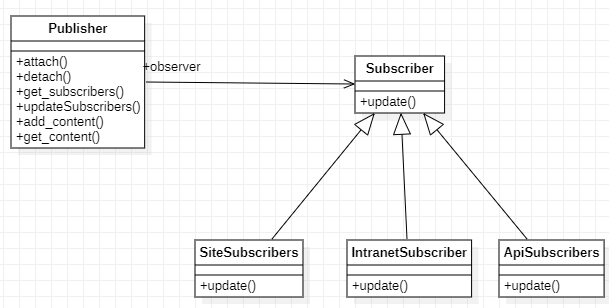 Publisher
+attach()
+detach()
+get_subscribers()
+updateSubscribers()
+add_content()
+get_content()
+observer
Subscriber
+update()
SiteSubscribers
+update()
IntranetSubscriber
+update()
ApiSubscribers
+update()